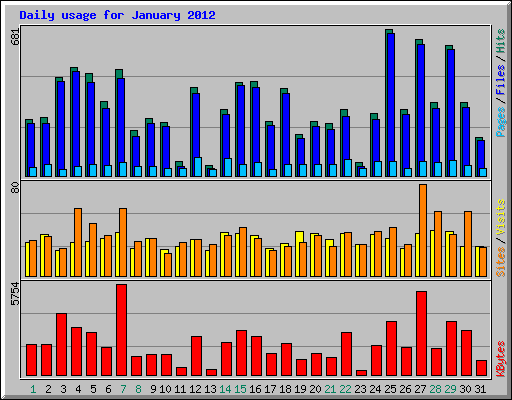 Daily usage for January 2012
681
Pages / Files / Hits
80
Sites / Visits
5754
KBytes
1 2 3 4 5 6 7 8 9 10 11 12 13 14 15 16 17 18 19 20 21 22 23 24 25 26 27 28 29 30 31